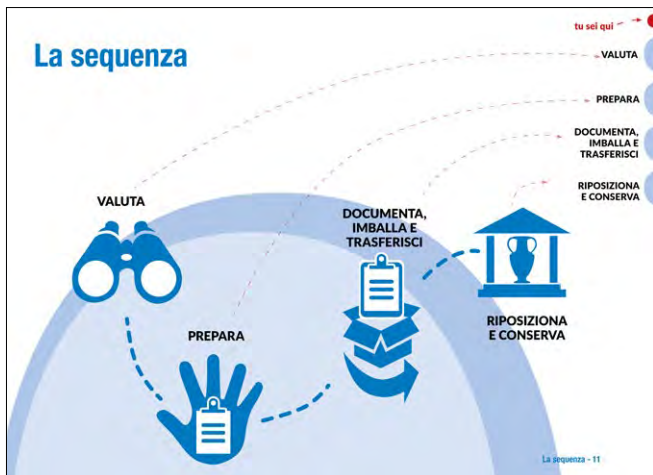 La sequenza
tu sei qui
VALUTA
PREPARA
DOCUMENTA,
IMBALLA E
TRASFERISCI
RIPOSIZIONA
E CONSERVA
VALUTA
PREPARA
DOCUMENTA,
IMBALLA E
TRASFERISCI
RIPOSIZIONA
E CONSERVA
La sequenza - 11